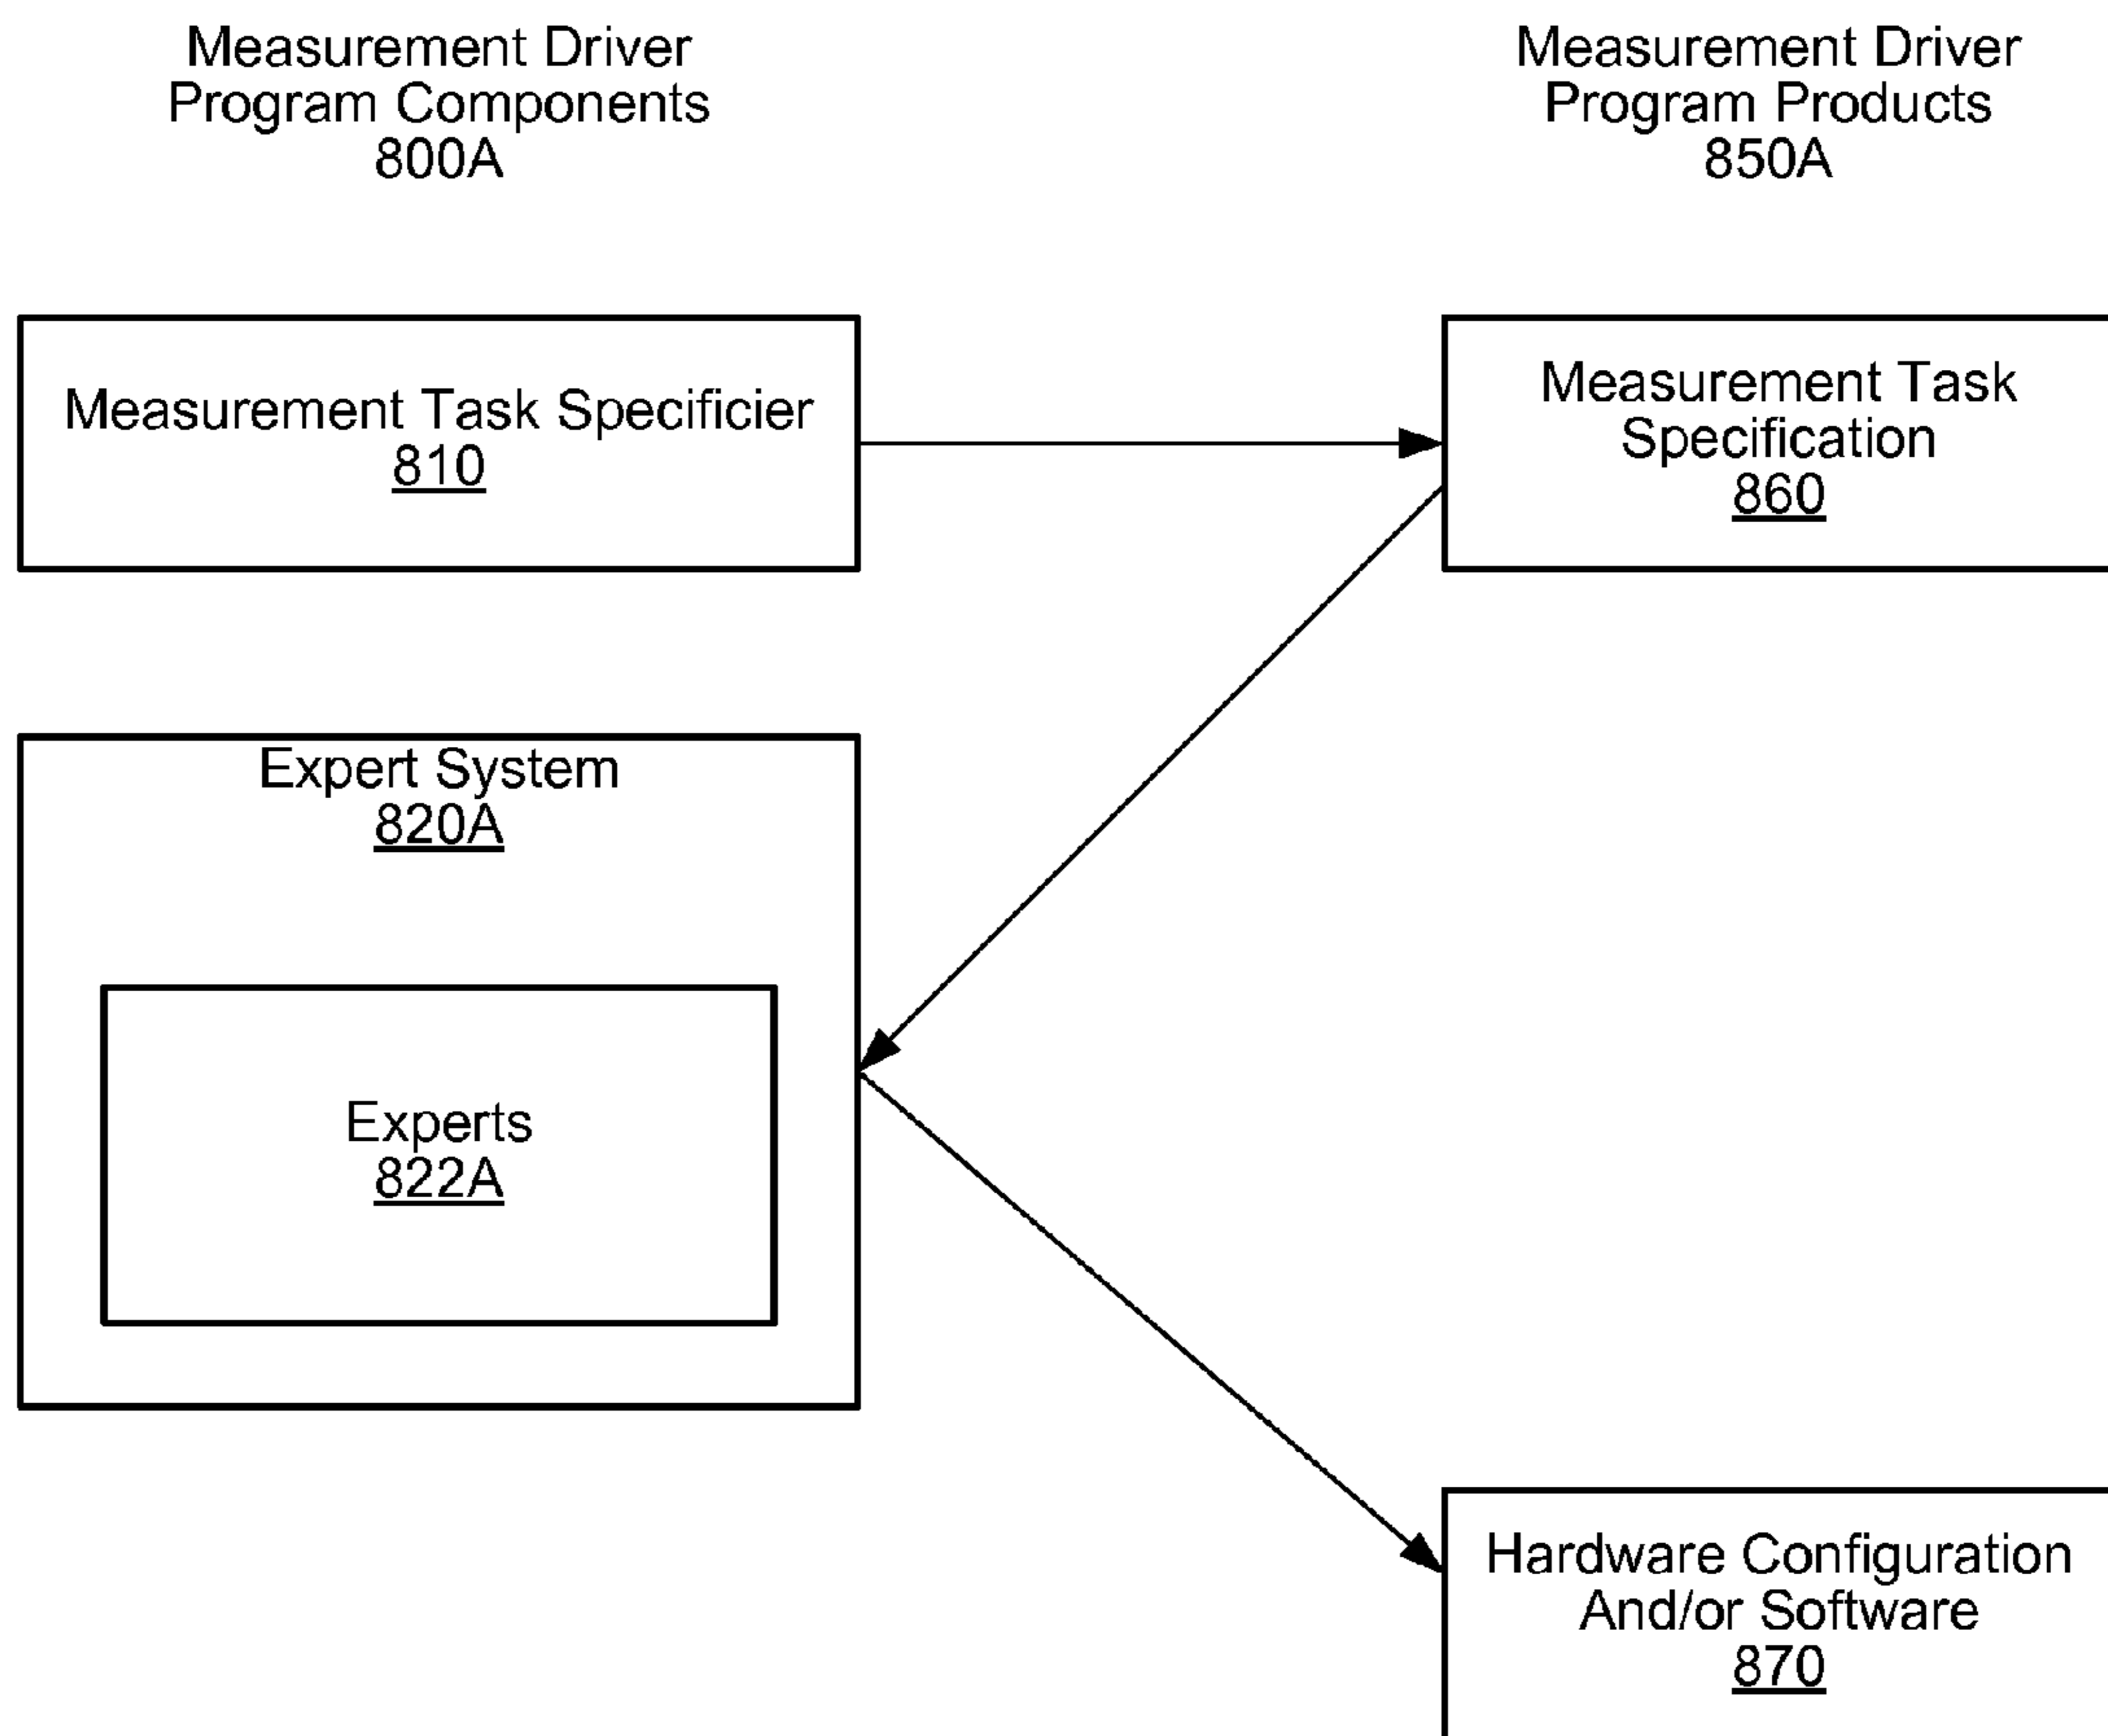 Measurement Driver
Program Components
800A
Measurement Driver
Program Products
850A
Measurement Task Specificier
810
Measurement Task
Specification
860
Expert System
820A
Experts
822A
Hardware Configuration
And/or Software
870